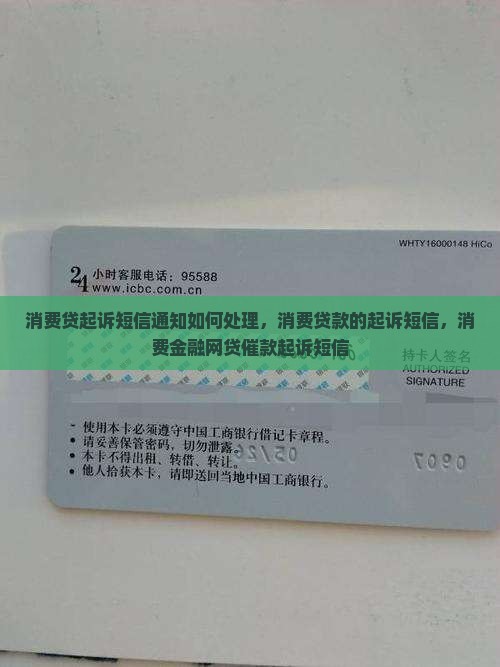 WHTY16000148 HiCo
24小时客服电话：95588
www.icbc.com.cn
消费贷起诉短信通知如何处理，消费贷款的起诉短信，消
费金融网贷催款起诉短信
持卡人签名
AUTHORIZED
SIGNATURE
- 使用本卡必须遵守中国工商银行借记卡章程。
• 请妥善保管密码，切勿泄露。
• 本卡不得出租、转借、转让。
• 他人拾获本卡，请即送回当地中国工商银行。
05/26
0907